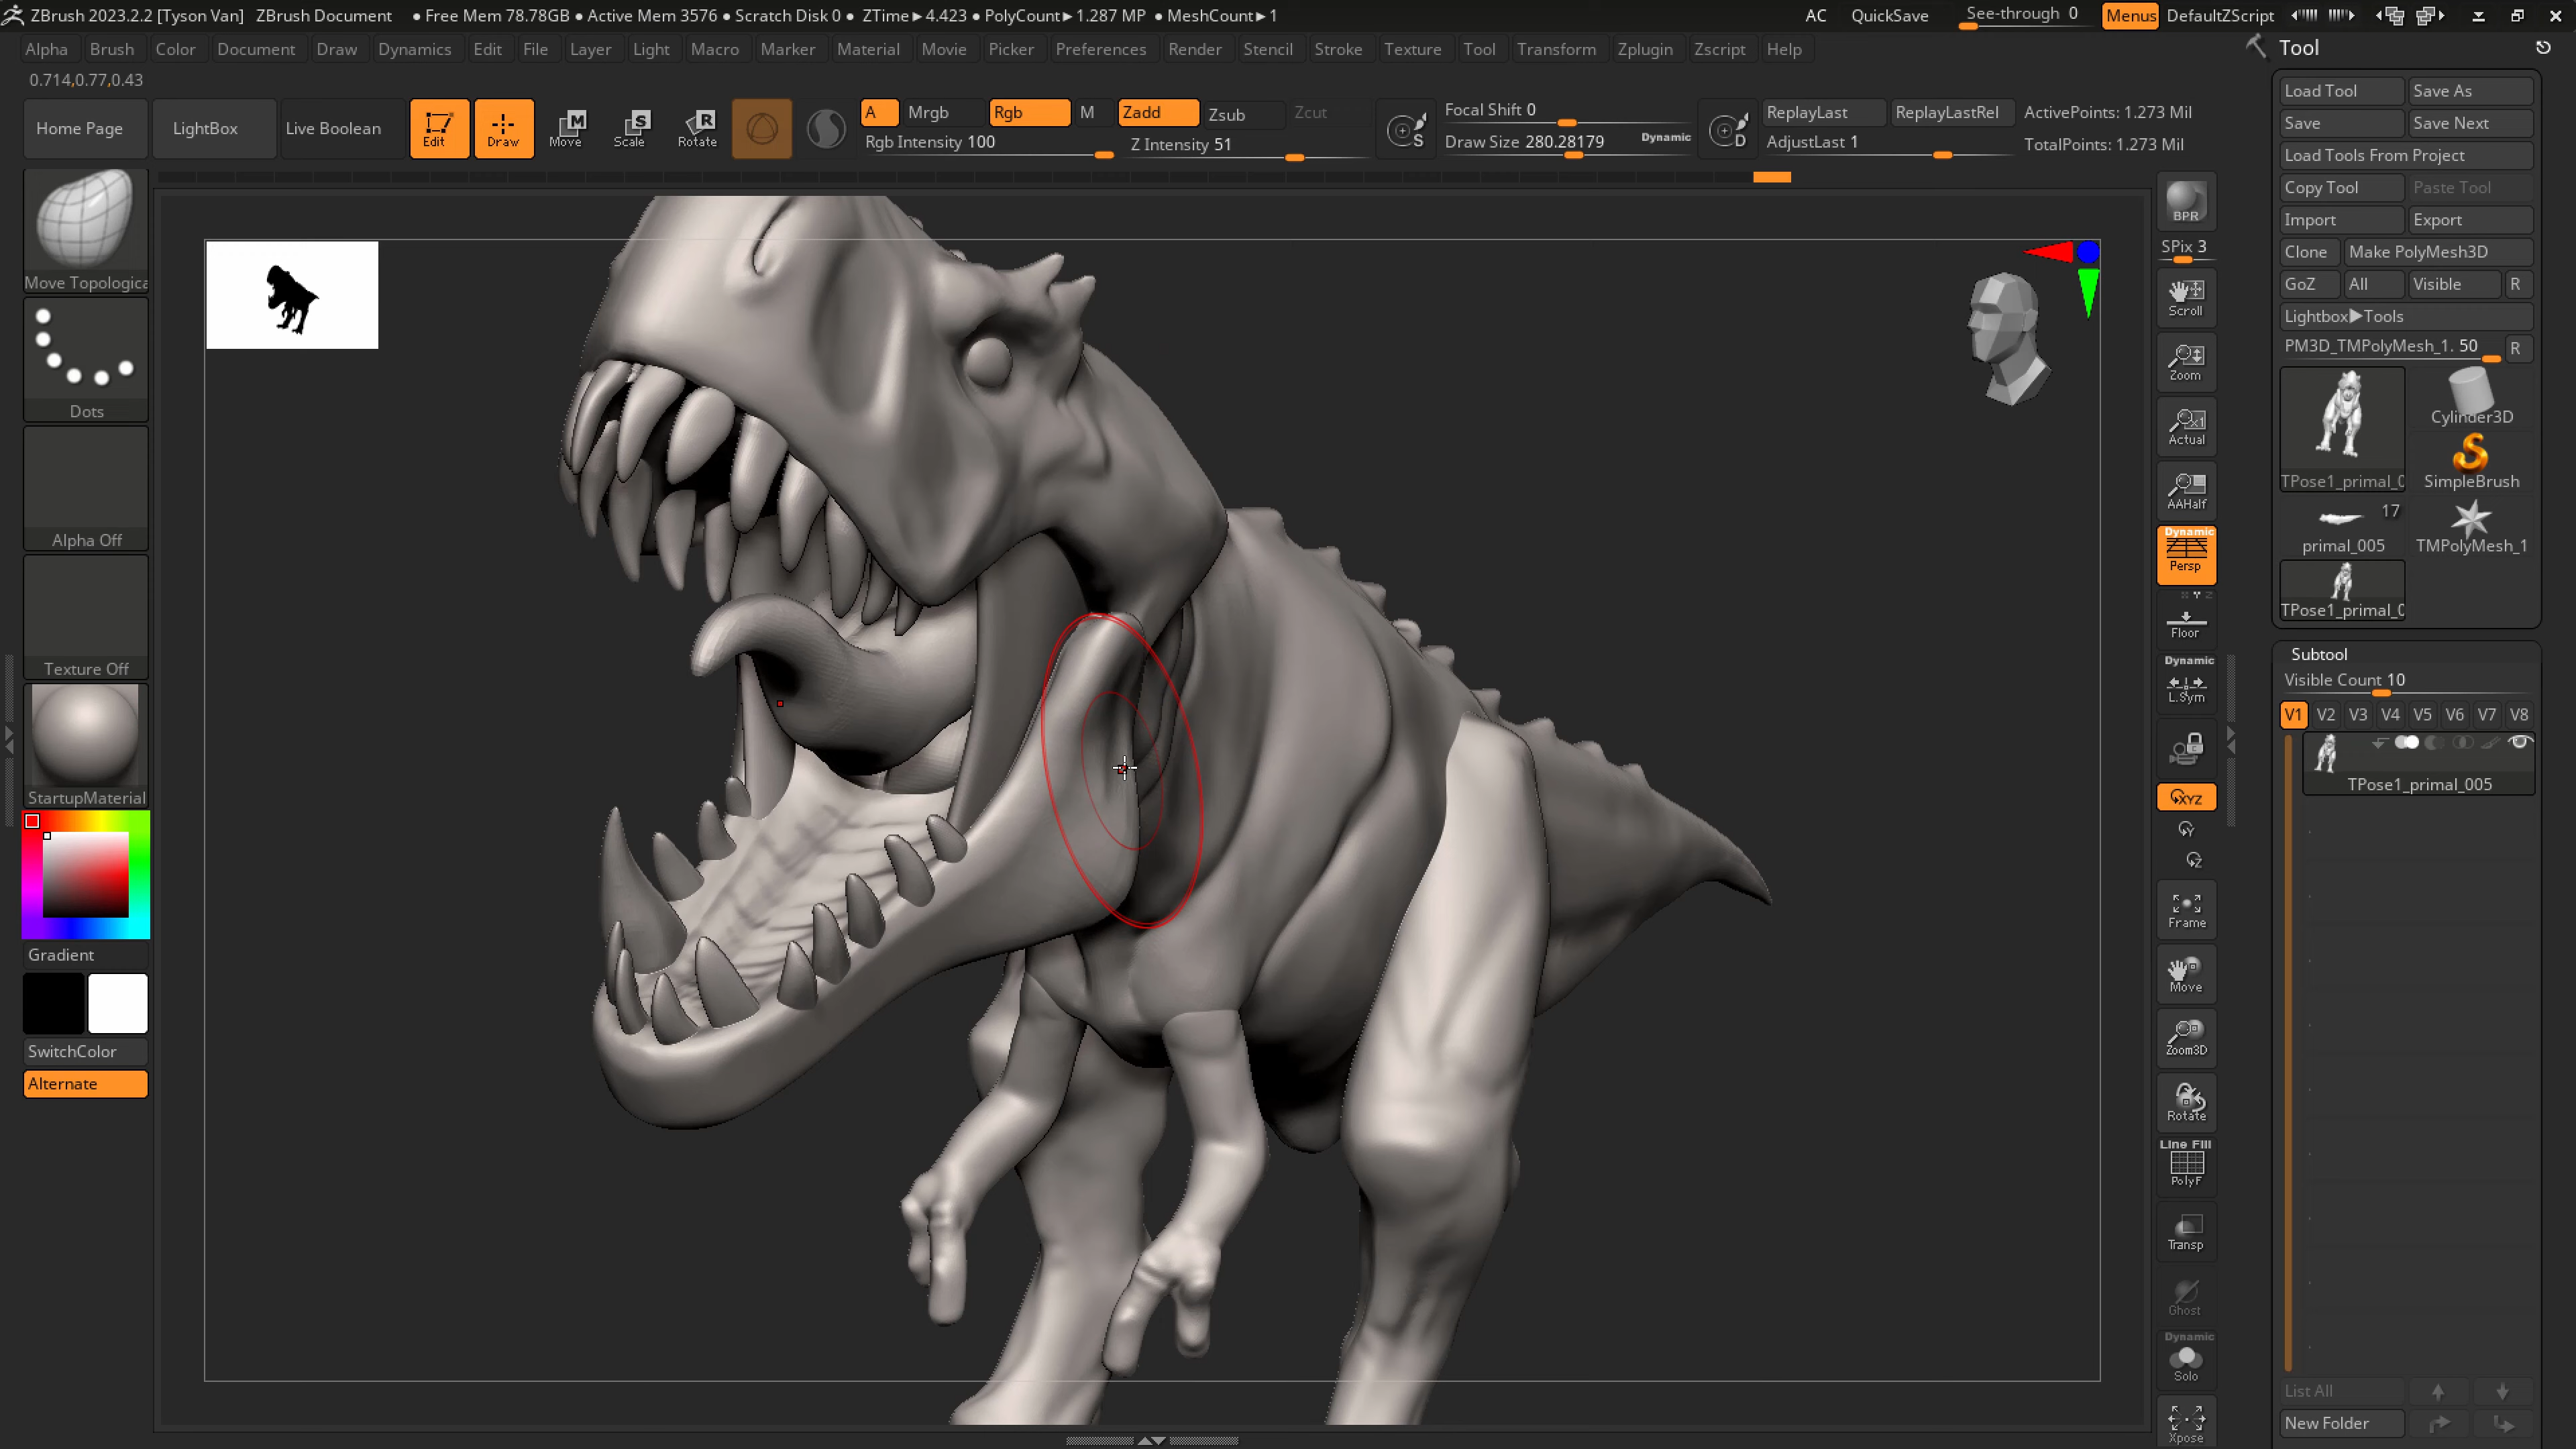 ZBrush 2023.2.2 [Tyson Van] ZBrush Document • Free Mem 78.78GB • Active Mem 3576 • Scratch Disk 0 • ZTime►4.423 • PolyCount►1.287 MP • MeshCount►1 AC QuickSave See-through 0 Menus DefaultZScript
Alpha Brush Color Document Draw Dynamics Edit File Layer Light Macro Marker Material Movie Picker Preferences Render Stencil Stroke Texture Tool Transform Zplugin Zscript Help
0.714,0.77,0.43
Home Page LightBox Live Boolean Edit Draw Move Scale Rotate
M S R
A Mrgb Rgb M Zadd Zsub Zcut
Rgb Intensity 100 Z Intensity 51
S Focal Shift 0
Draw Size 280.28179 Dynamic
D ReplayLast ReplayLastRel ActivePoints: 1.273 Mil
AdjustLast 1 TotalPoints: 1.273 Mil
Move Topologica
Dots
Alpha Off
Texture Off
StartupMaterial
Gradient
SwitchColor
Alternate
BPR
SPix 3
Scroll
Zoom
x1
Actual
AAHalf
Dynamic
Persp
Floor
Dynamic
L.Sym
XYZ
Y
Z
Frame
Move
Zoom3D
Rotate
Line Fill
PolyF
Transp
Ghost
Dynamic
Solo
Xpose
Tool
Load Tool Save As
Save Save Next
Load Tools From Project
Copy Tool Paste Tool
Import Export
Clone Make PolyMesh3D
GoZ All Visible R
Lightbox►Tools
PM3D_TMPolyMesh_1. 50 R
Cylinder3D
TPose1_primal_0 SimpleBrush
17
primal_005 TMPolyMesh_1
TPose1_primal_0
Subtool
Visible Count 10
V1 V2 V3 V4 V5 V6 V7 V8
TPose1_primal_005
List All
New Folder